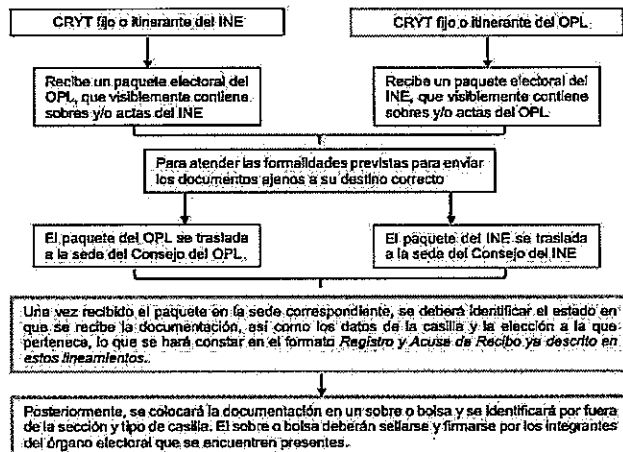 CRYT fijo o itinerante del INE
CRYT fijo o itinerante del OPL
Recibe un paquete electoral del
OPL, que visiblemente contiene
sobres y/o actas del INE
Recibe un paquete electoral del
INE, que visiblemente contiene
sobres y/o actas del OPL
Para atender las formalidades previstas para enviar
los documentos ajenos a su destino correcto
El paquete del OPL se traslada
a la sede del Consejo del OPL.
El paquete del INE se traslada
a la sede del Consejo del INE
Una vez recibido el paquete en la sede correspondiente, se deberá identificar el estado en
que se recibe la documentación, así como los datos de la casilla y la elección a la que
pertenece, lo que se hará constar en el formato Registro y Acuse de Recibo ya descrito en
estos lineamientos.
Posteriormente, se colocará la documentación en un sobre o bolsa y se identificará por fuera
de la sección y tipo de casilla. El sobre o bolsa deberán sellarse y firmarse por los integrantes
del órgano electoral que se encuentren presentes.